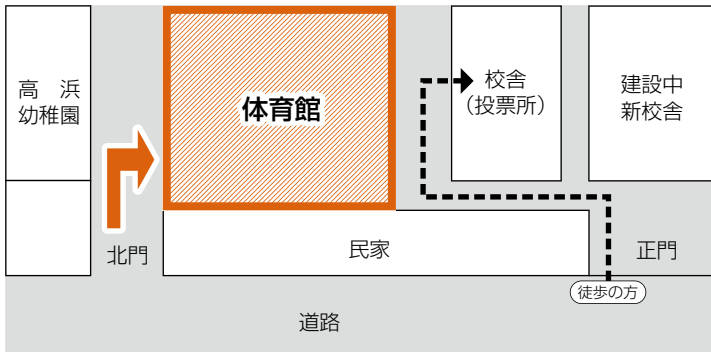 高　浜
幼稚園
体育館
校舎
（投票所）
建設中
新校舎
北門
民家
正門
徒歩の方
道路